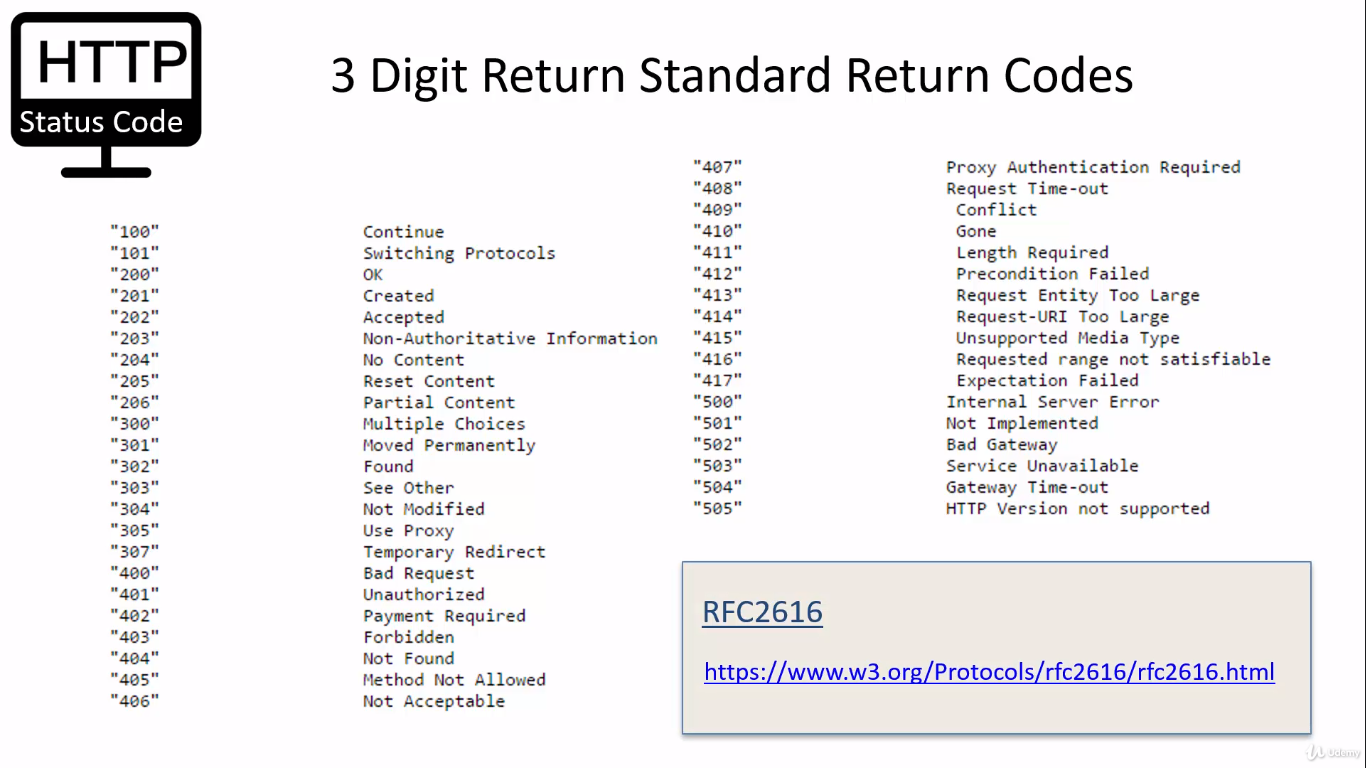 HTTP
Status Code
3 Digit Return Standard Return Codes
"100" Continue
"101" Switching Protocols
"200" OK
"201" Created
"202" Accepted
"203" Non-Authoritative Information
"204" No Content
"205" Reset Content
"206" Partial Content
"300" Multiple Choices
"301" Moved Permanently
"302" Found
"303" See Other
"304" Not Modified
"305" Use Proxy
"307" Temporary Redirect
"400" Bad Request
"401" Unauthorized
"402" Payment Required
"403" Forbidden
"404" Not Found
"405" Method Not Allowed
"406" Not Acceptable
"407" Proxy Authentication Required
"408" Request Time-out
"409" Conflict
"410" Gone
"411" Length Required
"412" Precondition Failed
"413" Request Entity Too Large
"414" Request-URI Too Large
"415" Unsupported Media Type
"416" Requested range not satisfiable
"417" Expectation Failed
"500" Internal Server Error
"501" Not Implemented
"502" Bad Gateway
"503" Service Unavailable
"504" Gateway Time-out
"505" HTTP Version not supported
RFC2616
https://www.w3.org/Protocols/rfc2616/rfc2616.html
Udemy